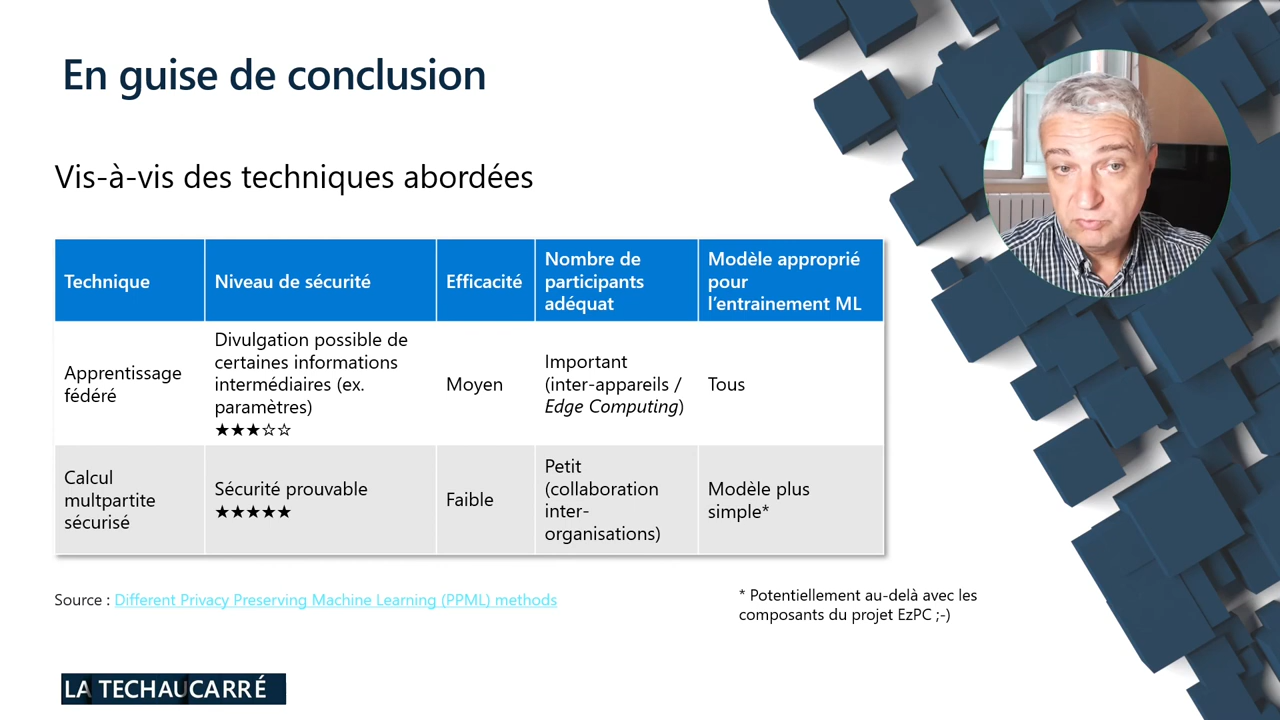 En guise de conclusion
Vis-à-vis des techniques abordées
Technique
Niveau de sécurité
Efficacité
Nombre de
participants
adéquat
Modèle approprié
pour
l’entrainement ML
Apprentissage
fédéré
Divulgation possible de
certaines informations
intermédiaires (ex.
paramètres)
★★★☆☆
Moyen
Important
(inter-appareils /
Edge Computing)
Tous
Calcul
multpartite
sécurisé
Sécurité prouvable
★★★★★
Faible
Petit
(collaboration
inter-
organisations)
Modèle plus
simple*
Source : Different Privacy Preserving Machine Learning (PPML) methods
* Potentiellement au-delà avec les
composants du projet EzPC ;-)
LA TECHAUCARRÉ